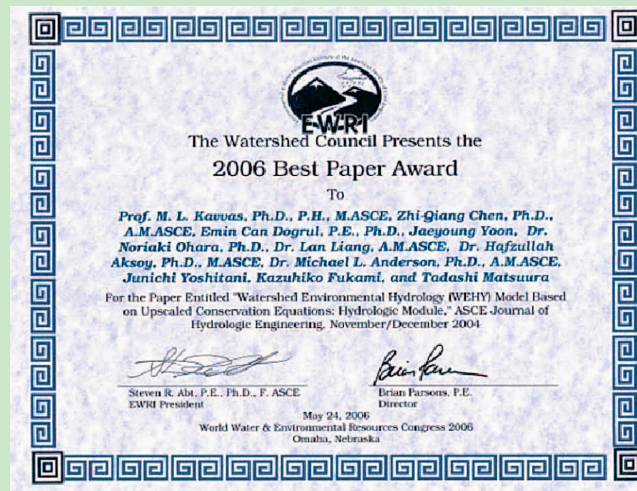 E·W·R·I
The Watershed Council Presents the
2006 Best Paper Award
To
Prof. M. L. Kavvas, Ph.D., P.H., M.ASCE, Zhi-Qiang Chen, Ph.D.,
A.M.ASCE, Emin Can Dogrul, P.E., Ph.D., Jaeyoung Yoon, Dr.
Noriaki Ohara, Ph.D., Dr. Lan Liang, A.M.ASCE, Dr. Hafzullah
Aksoy, Ph.D., M.ASCE, Dr. Michael L. Anderson, Ph.D., A.M.ASCE,
Junichi Yoshitani, Kazuhiko Fukami, and Tadashi Matsuura
For the Paper Entitled "Watershed Environmental Hydrology (WEHY) Model Based
on Upscaled Conservation Equations: Hydrologic Module," ASCE Journal of
Hydrologic Engineering, November/December 2004
Brian Parsons
Steven R. Abt, P.E., Ph.D., F. ASCE
EWRI President
Brian Parsons, P.E.
Director
May 24, 2006
World Water & Environmental Resources Congress 2006
Omaha, Nebraska